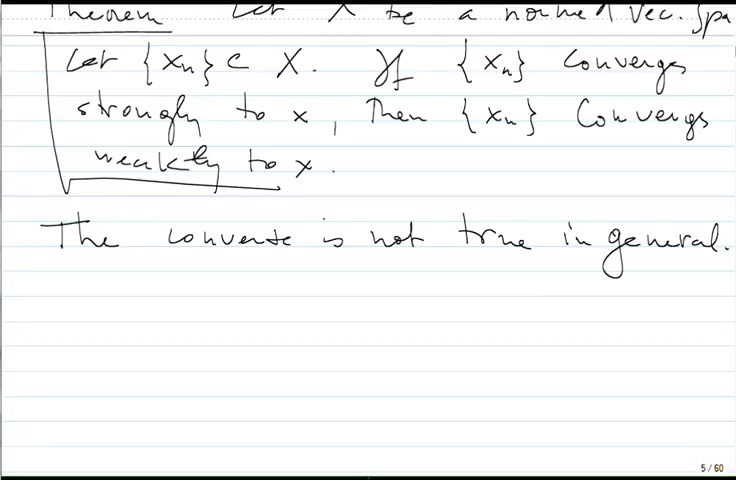 Theorem Let X be a normed Vec. Spa
Let {xn} ⊂ X. If {xn} Converges
strongly to x, Then {xn} Converges
weakly to x.
The converse is not true in general.
5 / 60